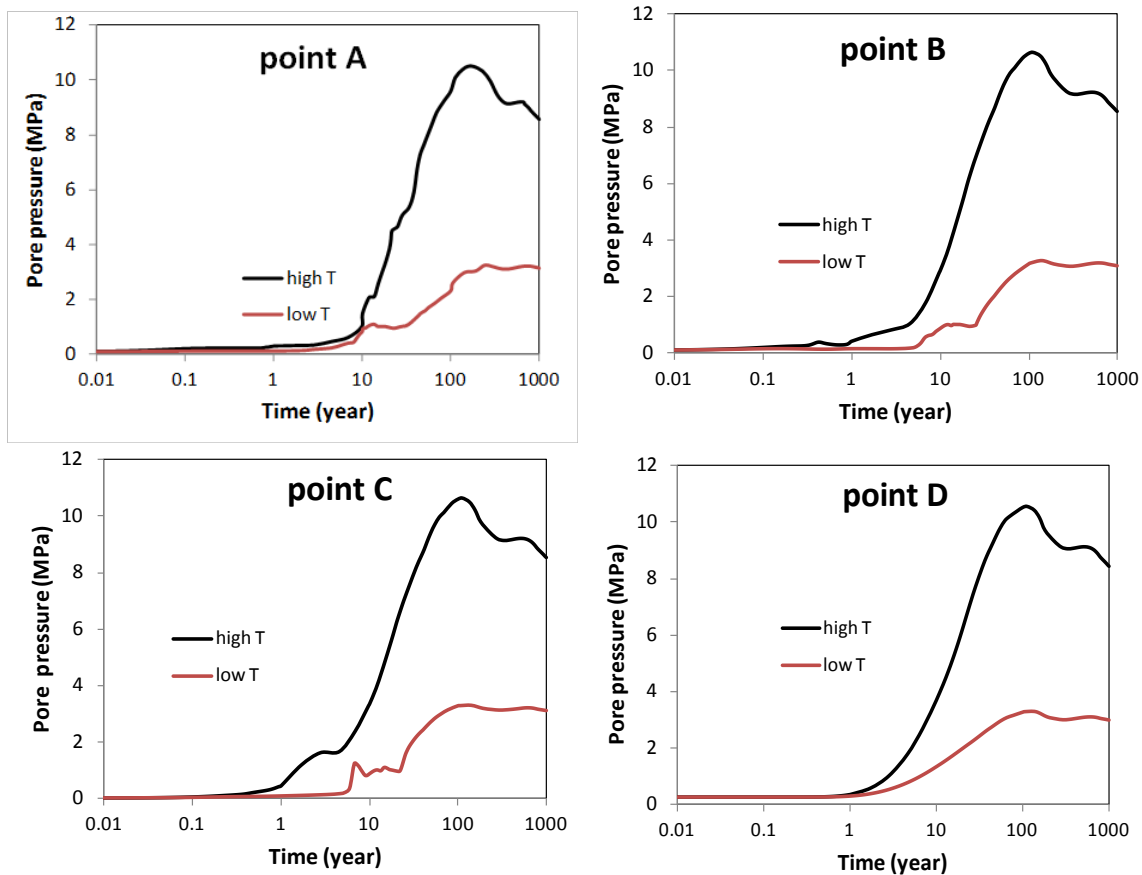 point A
12
10
8
6
4
2
0
Pore pressure (MPa)
high T
low T
0.01 0.1 1 10 100 1000
Time (year)
point B
12
10
8
6
4
2
0
Pore pressure (MPa)
high T
low T
0.01 0.1 1 10 100 1000
Time (year)
point C
12
10
8
6
4
2
0
Pore pressure (MPa)
high T
low T
0.01 0.1 1 10 100 1000
Time (year)
point D
12
10
8
6
4
2
0
Pore pressure (MPa)
high T
low T
0.01 0.1 1 10 100 1000
Time (year)